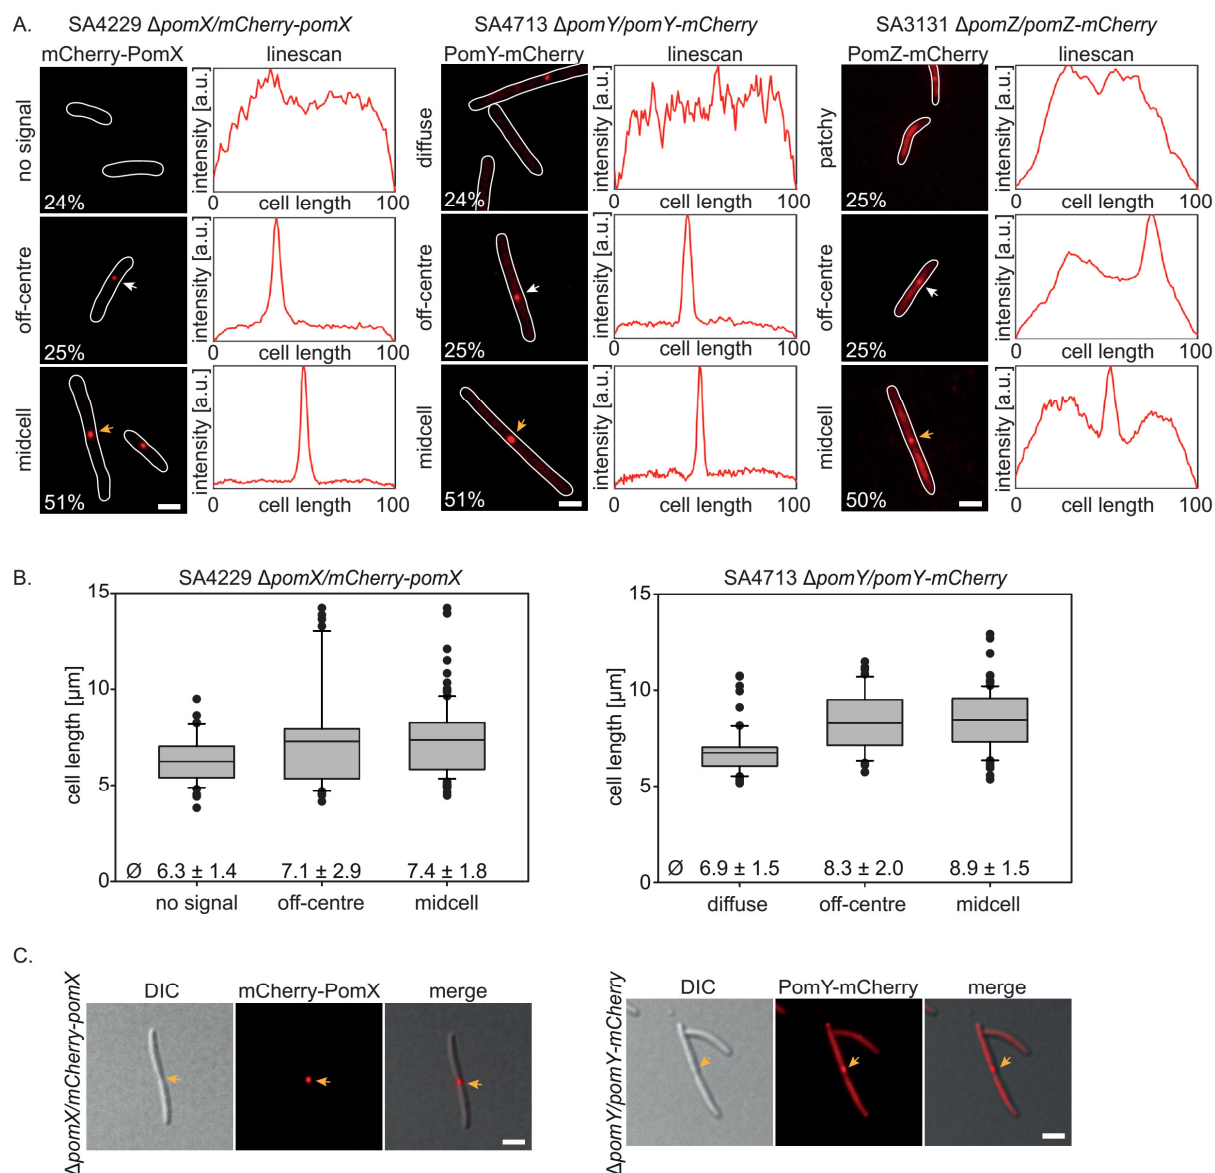 A.
SA4229 ΔpomX/mCherry-pomX
SA4713 ΔpomY/pomY-mCherry
SA3131 ΔpomZ/pomZ-mCherry
mCherry-PomX
linescan
PomY-mCherry
linescan
PomZ-mCherry
linescan
no signal
24%
intensity [a.u.]
0 cell length 100
diffuse
24%
intensity [a.u.]
0 cell length 100
patchy
25%
intensity [a.u.]
0 cell length 100
off-centre
25%
intensity [a.u.]
0 cell length 100
off-centre
25%
intensity [a.u.]
0 cell length 100
off-centre
25%
intensity [a.u.]
0 cell length 100
midcell
51%
intensity [a.u.]
0 cell length 100
midcell
51%
intensity [a.u.]
0 cell length 100
midcell
50%
intensity [a.u.]
0 cell length 100
B.
SA4229 ΔpomX/mCherry-pomX
15
10
5
0
cell length [µm]
Ø 6.3 ± 1.4 7.1 ± 2.9 7.4 ± 1.8
no signal off-centre midcell
SA4713 ΔpomY/pomY-mCherry
15
10
5
0
cell length [µm]
Ø 6.9 ± 1.5 8.3 ± 2.0 8.9 ± 1.5
diffuse off-centre midcell
C.
ΔpomX/mCherry-pomX
DIC mCherry-PomX merge
ΔpomY/pomY-mCherry
DIC PomY-mCherry merge